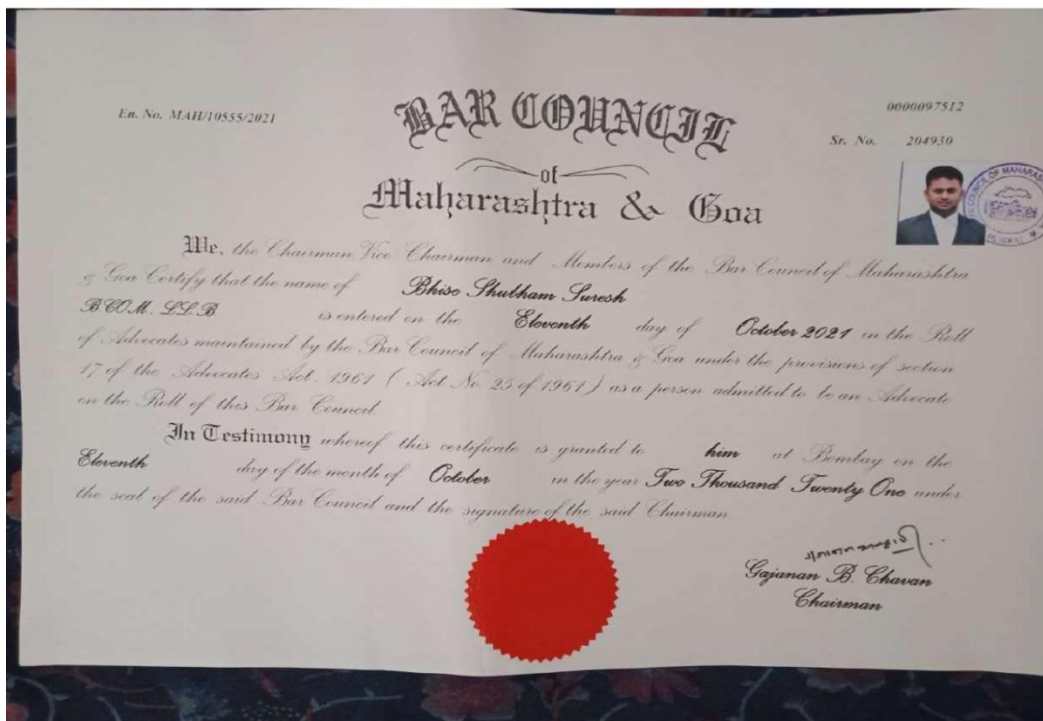 En. No. MAH/10555/2021
0000097512
Sr. No. 204930
BAR COUNCIL
of
Maharashtra & Goa
COUNCIL OF MAHARASH
We, the Chairman, Vice Chairman and Members of the Bar Council of Maharashtra
& Goa Certify that the name of Bhise Shubham Suresh
BCOM. LL.B is entered on the Eleventh day of October 2021 in the Roll
of Advocates maintained by the Bar Council of Maharashtra & Goa under the provisions of section
17 of the Advocates Act. 1961 ( Act No. 25 of 1961 ) as a person admitted to be an Advocate
on the Roll of this Bar Council.
In Testimony whereof this certificate is granted to him at Bombay on the
Eleventh day of the month of October in the year Two Thousand Twenty One under
the seal of the said Bar Council and the signature of the said Chairman.
Gajanan B. Chavan
Chairman